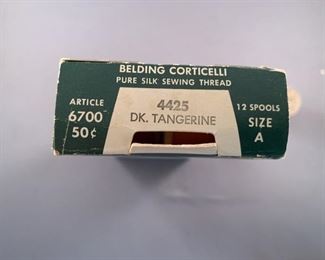 BELDING CORTICELLI
PURE SILK SEWING THREAD
ARTICLE
6700
50¢
4425
DK. TANGERINE
12 SPOOLS
SIZE
A